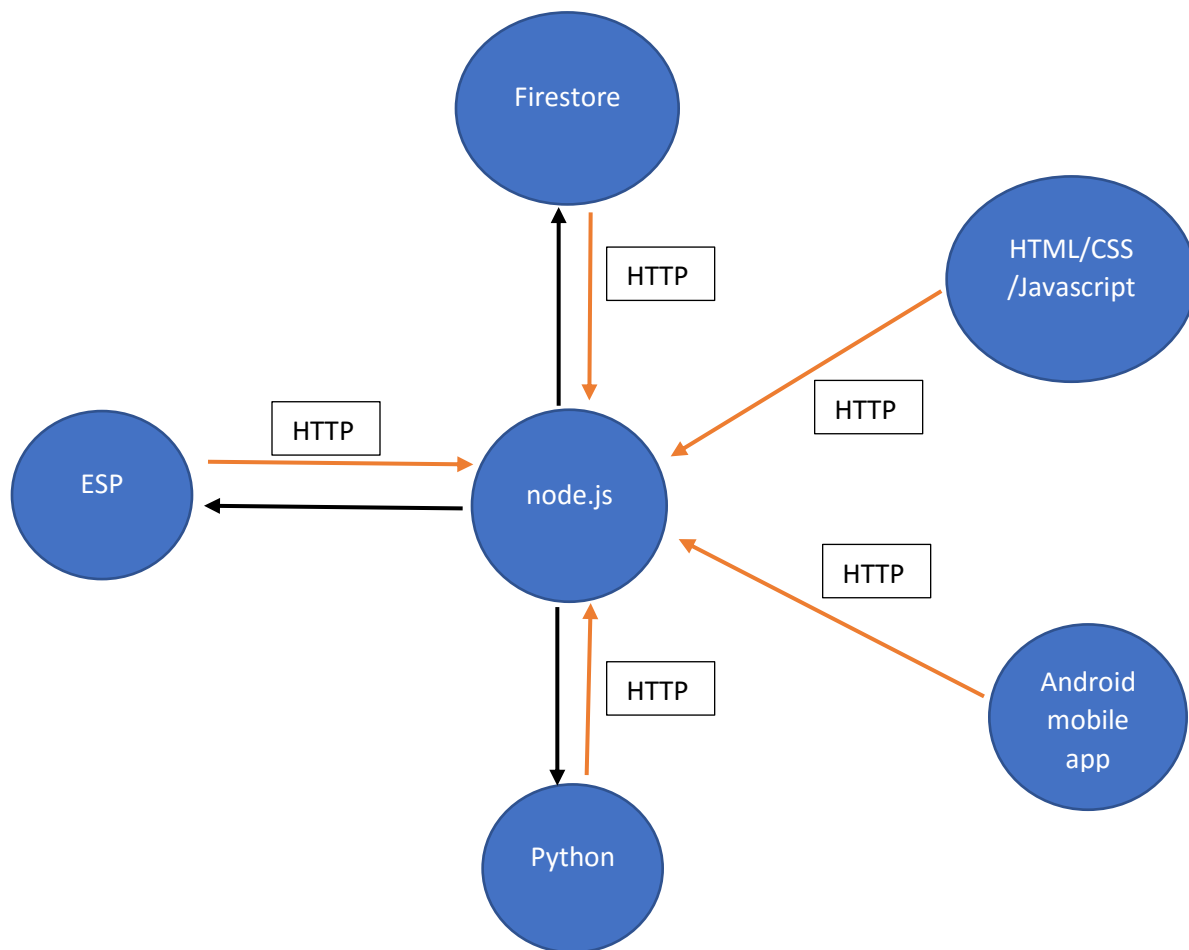 Firestore
HTML/CSS
/Javascript
HTTP
HTTP
HTTP
ESP
node.js
HTTP
HTTP
Android
mobile
app
Python